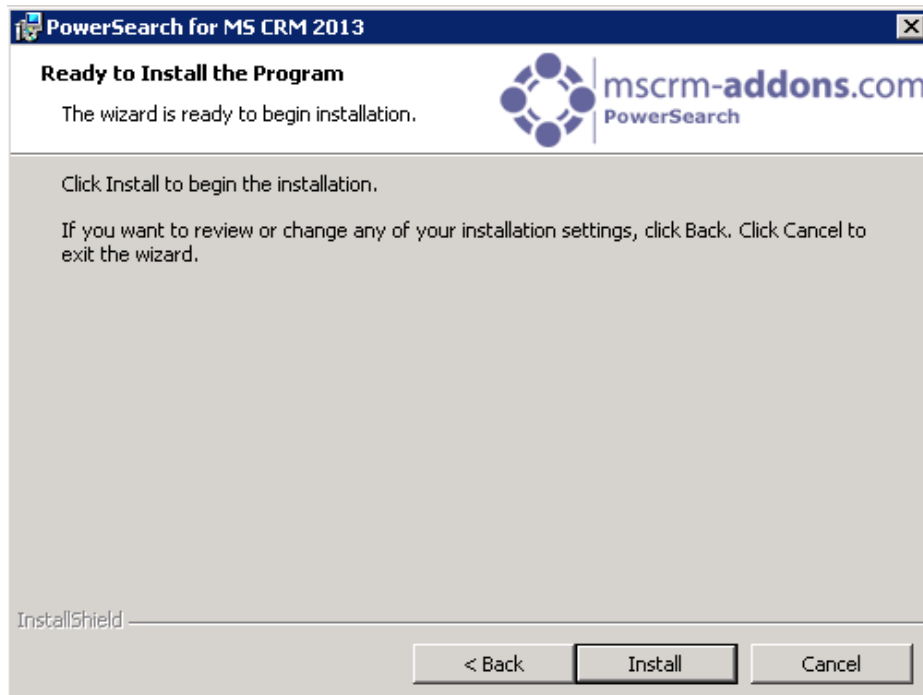 PowerSearch for MS CRM 2013
Ready to Install the Program
The wizard is ready to begin installation.
mscrm-addons.com
PowerSearch
Click Install to begin the installation.
If you want to review or change any of your installation settings, click Back. Click Cancel to
exit the wizard.
InstallShield
< Back
Install
Cancel